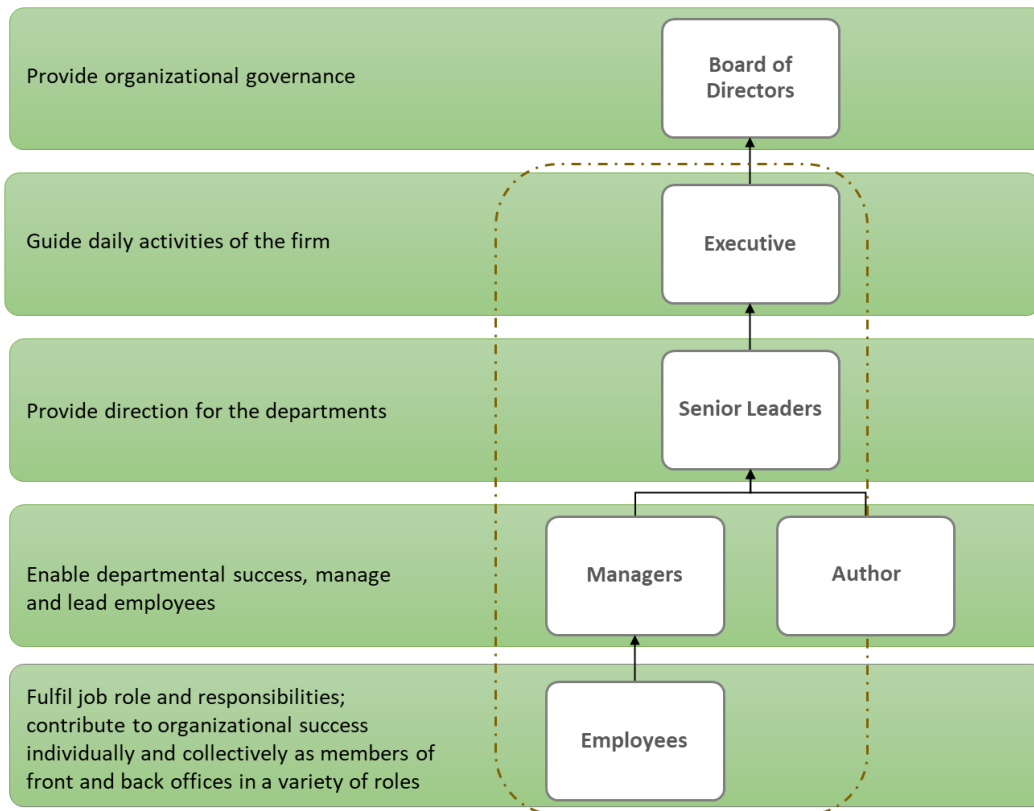 Provide organizational governance
Board of
Directors
Guide daily activities of the firm
Executive
Provide direction for the departments
Senior Leaders
Enable departmental success, manage
and lead employees
Managers
Author
Fulfil job role and responsibilities;
contribute to organizational success
individually and collectively as members of
front and back offices in a variety of roles
Employees